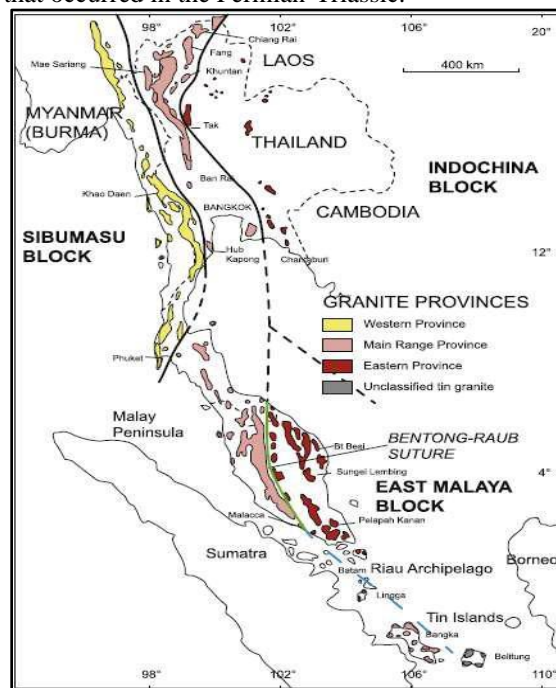 that occurred in the Permian-Triassic.
98° 102° 106° 20°
Chiang Rai
Fang
LAOS
400 km
Mae Sariang
Khuntan
MYANMAR
(BURMA)
THAILAND
Tak
INDOCHINA
BLOCK
Ban Rai
Khao Daen
BANGKOK
CAMBODIA
SIBUMASU
BLOCK
Hub
Kapong
Chantaburi
12°
GRANITE PROVINCES
Western Province
Main Range Province
Eastern Province
Unclassified tin granite
Phuket
Malay
Peninsula
Bt Besi
BENTONG-RAUB
SUTURE
Sungei Lembing
4°
EAST MALAYA
BLOCK
Malacca
Pelapah Kanan
Sumatra
Borneo
Batam
Riau Archipelago
Lingga
Tin Islands
Bangka
Belitung
98° 102° 106° 110°